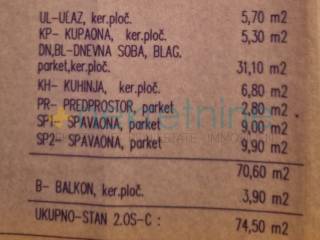 UL-ULAZ, ker.ploč. 5,70 m2
KP- KUPAONA, ker.ploč. 5,30 m2
DN,BL-DNEVNA SOBA, BLAG.
parket,ker.ploč. 31,10 m2
KH- KUHINJA, ker.ploč. 6,80 m2
PR- PREDPROSTOR, parket 2,80 m2
SP1- SPAVAONA, parket 9,00 m2
SP2- SPAVAONA, parket 9,90 m2
70,60 m2
B- BALKON, ker.ploč. 3,90 m2
UKUPNO-STAN 2.OS-C : 74,50 m2